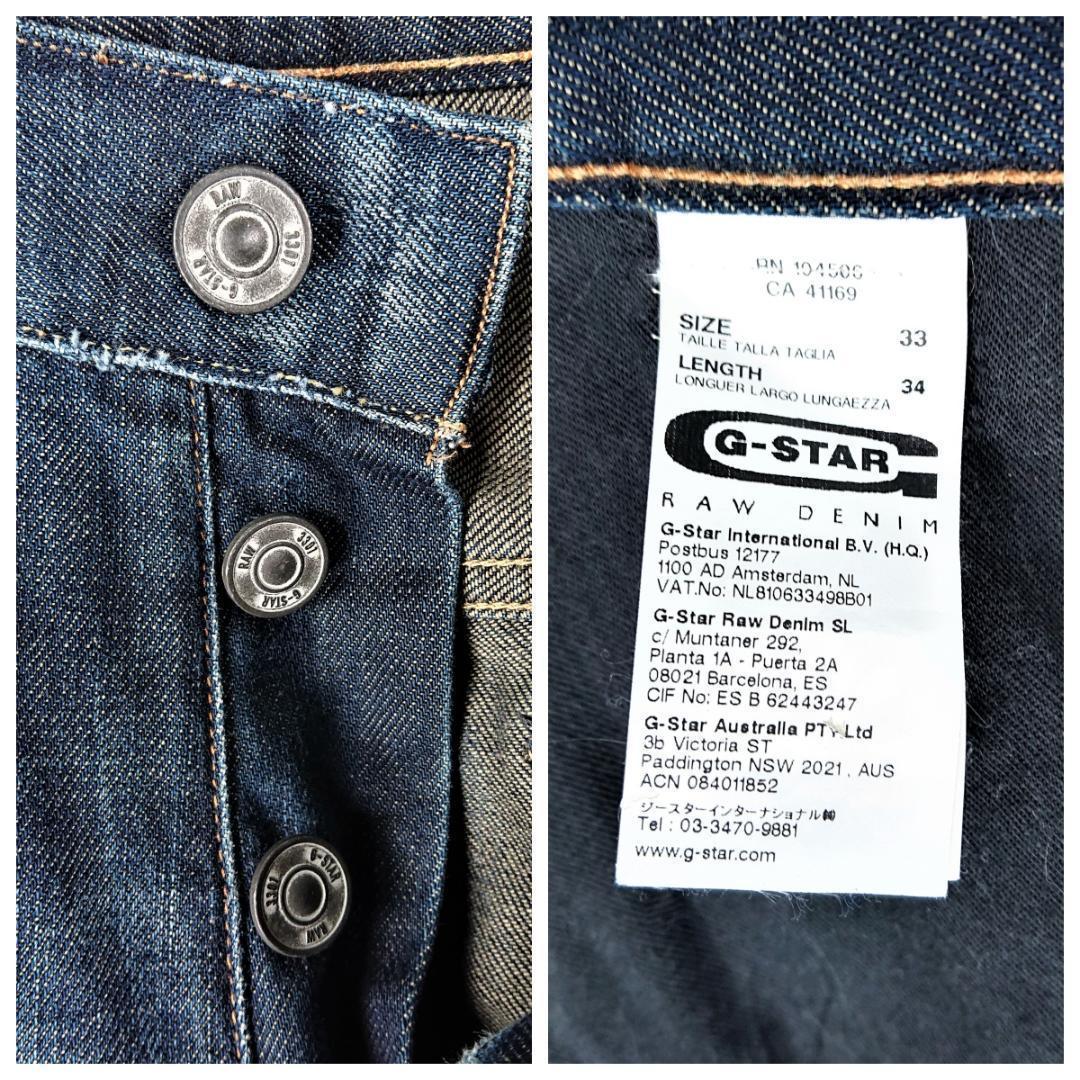 RAW
3301
G-STAR
RAW
3301
G-STAR
G-STAR
3301
RAW
RN 104506
CA 41169
SIZE 33
TAILLE TALLA TAGLIA
LENGTH 34
LONGUER LARGO LUNGAEZZA
G-STAR
RAW DENIM
G-Star International B.V. (H.Q.)
Postbus 12177
1100 AD Amsterdam, NL
VAT.No: NL810633498B01
G-Star Raw Denim SL
c/ Muntaner 292,
Planta 1A - Puerta 2A
08021 Barcelona, ES
CIF No: ES B 62443247
G-Star Australia PTY Ltd
3b Victoria ST
Paddington NSW 2021, AUS
ACN 084011852
ジースターインターナショナル㈱
Tel : 03-3470-9881
www.g-star.com